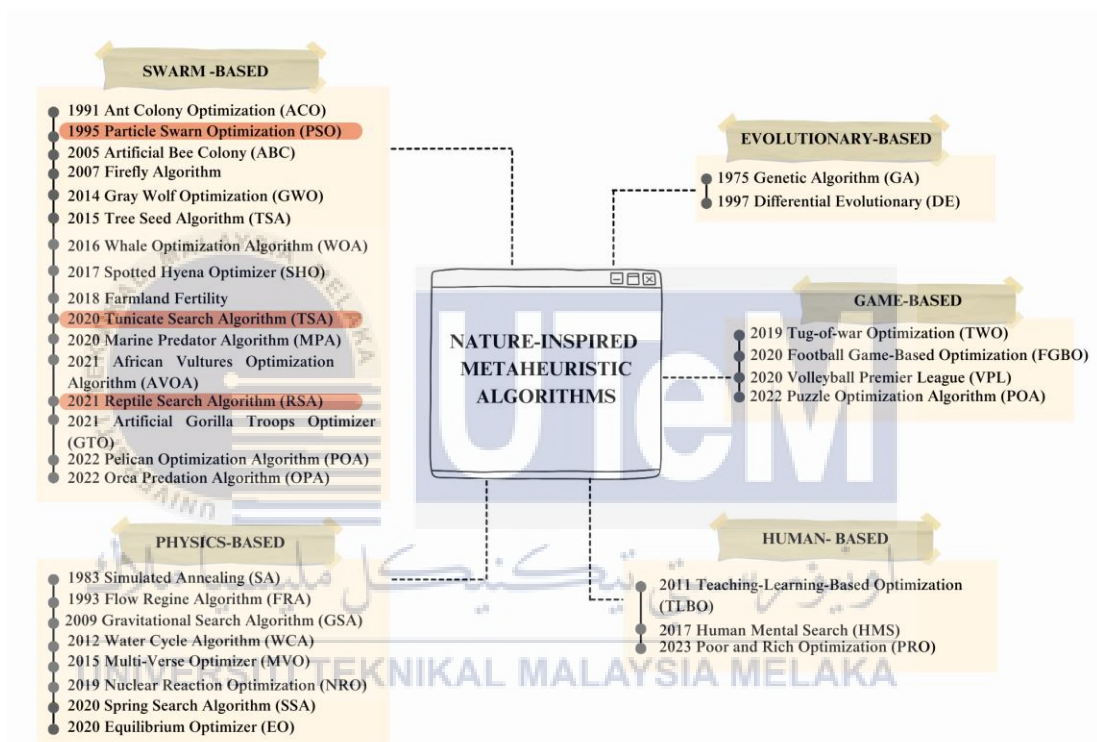 SWARM -BASED
1991 Ant Colony Optimization (ACO)
1995 Particle Swarn Optimization (PSO)
2005 Artificial Bee Colony (ABC)
2007 Firefly Algorithm
2014 Gray Wolf Optimization (GWO)
2015 Tree Seed Algorithm (TSA)
2016 Whale Optimization Algorithm (WOA)
2017 Spotted Hyena Optimizer (SHO)
2018 Farmland Fertility
2020 Tunicate Search Algorithm (TSA)
2020 Marine Predator Algorithm (MPA)
2021 African Vultures Optimization
Algorithm (AVOA)
2021 Reptile Search Algorithm (RSA)
2021 Artificial Gorilla Troops Optimizer
(GTO)
2022 Pelican Optimization Algorithm (POA)
2022 Orca Predation Algorithm (OPA)
EVOLUTIONARY-BASED
1975 Genetic Algorithm (GA)
1997 Differential Evolutionary (DE)
NATURE-INSPIRED
METAHEURISTIC
ALGORITHMS
GAME-BASED
2019 Tug-of-war Optimization (TWO)
2020 Football Game-Based Optimization (FGBO)
2020 Volleyball Premier League (VPL)
2022 Puzzle Optimization Algorithm (POA)
PHYSICS-BASED
1983 Simulated Annealing (SA)
1993 Flow Regine Algorithm (FRA)
2009 Gravitational Search Algorithm (GSA)
2012 Water Cycle Algorithm (WCA)
2015 Multi-Verse Optimizer (MVO)
2019 Nuclear Reaction Optimization (NRO)
2020 Spring Search Algorithm (SSA)
2020 Equilibrium Optimizer (EO)
HUMAN- BASED
2011 Teaching-Learning-Based Optimization
(TLBO)
2017 Human Mental Search (HMS)
2023 Poor and Rich Optimization (PRO)
UTeM
اونيۏرسيتي تيكنيكل مليسيا ملاك
UNIVERSITI TEKNIKAL MALAYSIA MELAKA